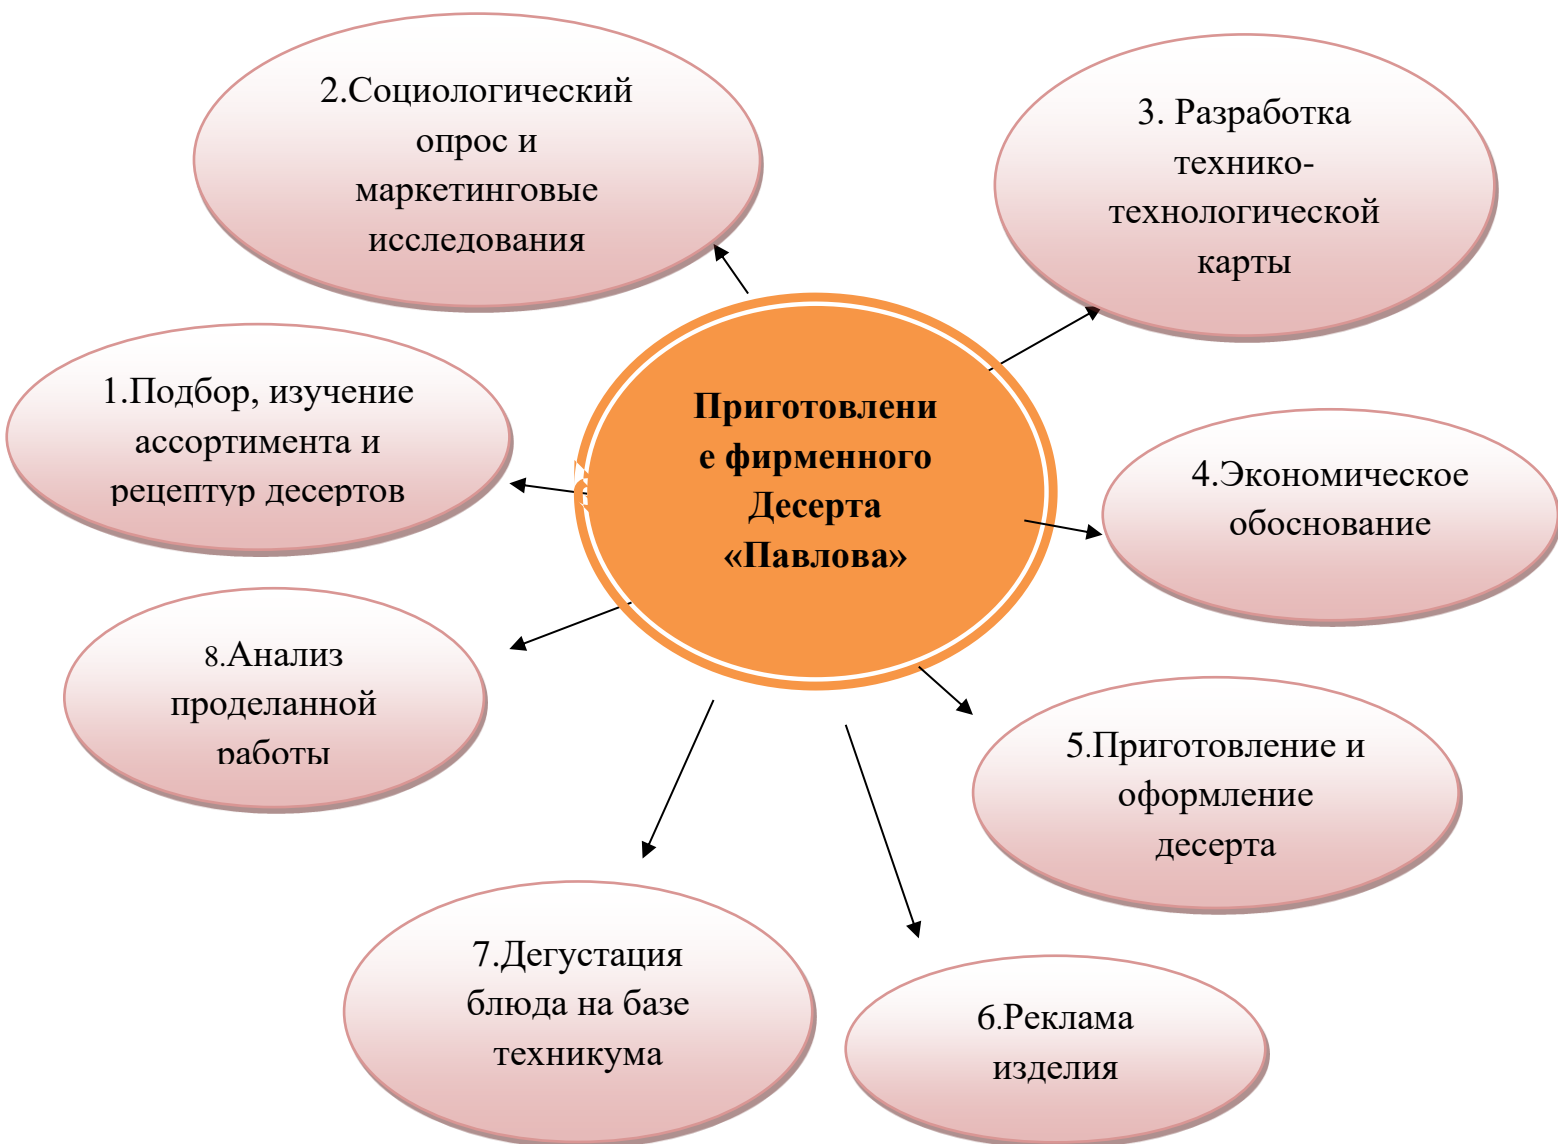 2.Социологический
опрос и
маркетинговые
исследования
3. Разработка
технико-
технологической
карты
1.Подбор, изучение
ассортимента и
рецептур десертов
Приготовлени
е фирменного
Десерта
«Павлова»
4.Экономическое
обоснование
8.Анализ
проделанной
работы
5.Приготовление и
оформление
десерта
7.Дегустация
блюда на базе
техникума
6.Реклама
изделия